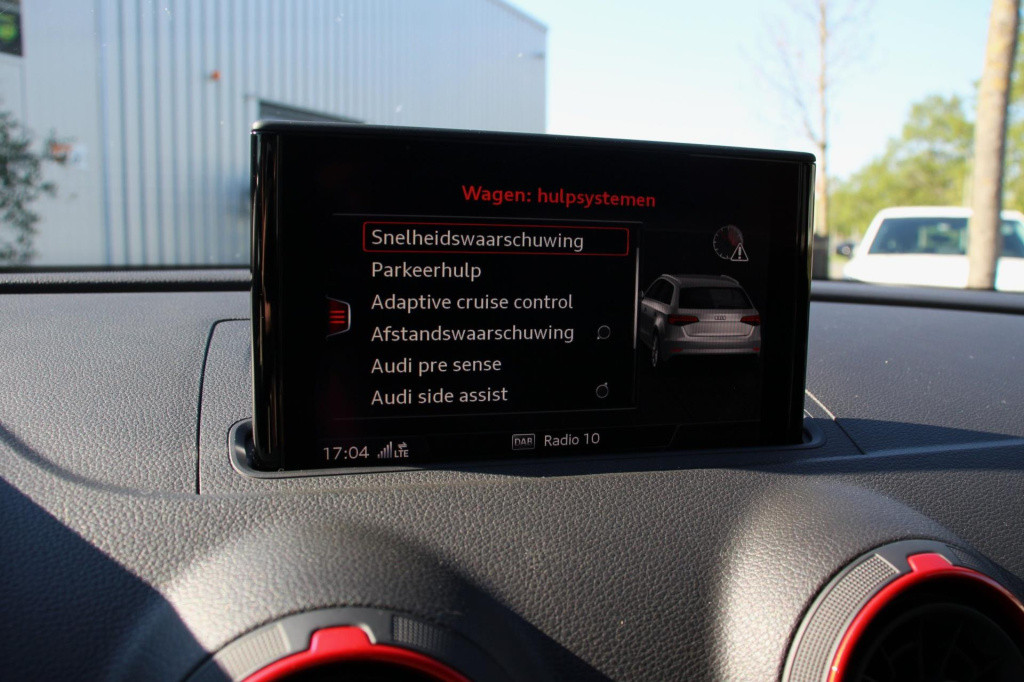 Wagen: hulpsystemen
Snelheidswaarschuwing
Parkeerhulp
Adaptive cruise control
Afstandswaarschuwing
Audi pre sense
Audi side assist
17:04 LTE DAB Radio 10